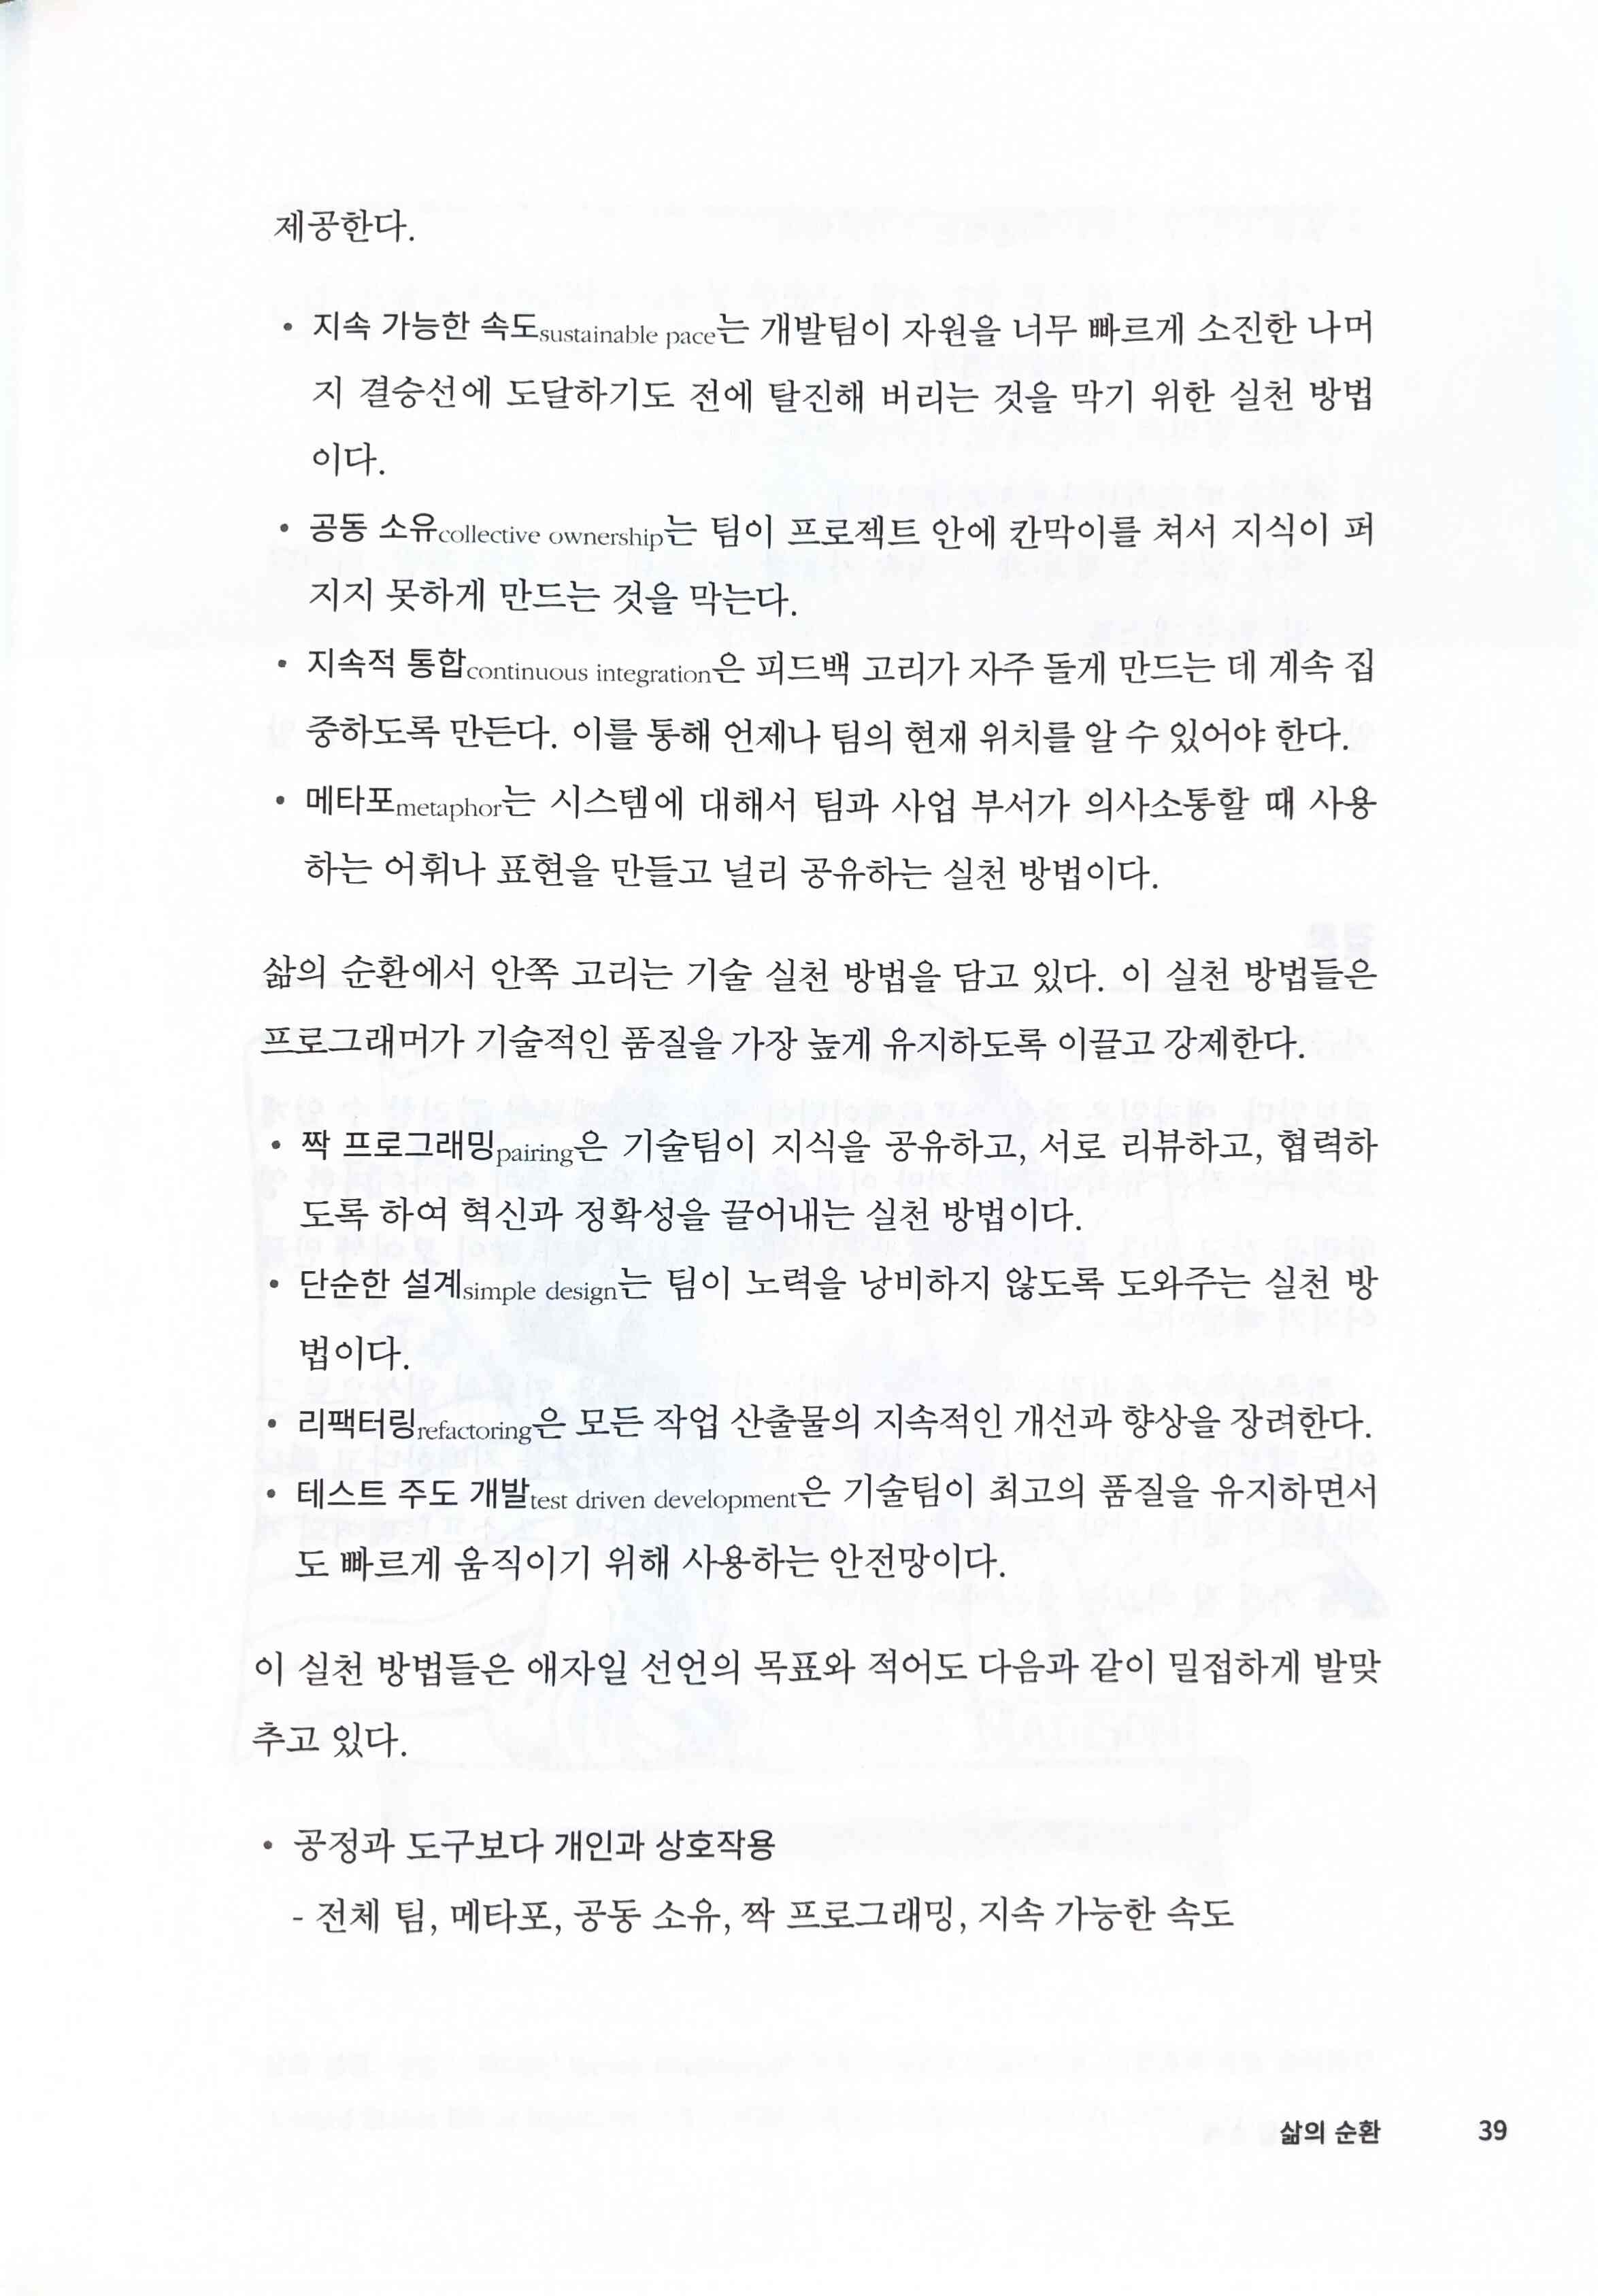 제공한다.
• 지속 가능한 속도sustainable pace는 개발팀이 자원을 너무 빠르게 소진한 나머
지 결승선에 도달하기도 전에 탈진해 버리는 것을 막기 위한 실천 방법
이다.
• 공동 소유collective ownership는 팀이 프로젝트 안에 칸막이를 쳐서 지식이 퍼
지지 못하게 만드는 것을 막는다.
• 지속적 통합continuous integration은 피드백 고리가 자주 돌게 만드는 데 계속 집
중하도록 만든다. 이를 통해 언제나 팀의 현재 위치를 알 수 있어야 한다.
• 메타포metaphor는 시스템에 대해서 팀과 사업 부서가 의사소통할 때 사용
하는 어휘나 표현을 만들고 널리 공유하는 실천 방법이다.
삶의 순환에서 안쪽 고리는 기술 실천 방법을 담고 있다. 이 실천 방법들은
프로그래머가 기술적인 품질을 가장 높게 유지하도록 이끌고 강제한다.
• 짝 프로그래밍pairing은 기술팀이 지식을 공유하고, 서로 리뷰하고, 협력하
도록 하여 혁신과 정확성을 끌어내는 실천 방법이다.
• 단순한 설계simple design는 팀이 노력을 낭비하지 않도록 도와주는 실천 방
법이다.
• 리팩터링refactoring은 모든 작업 산출물의 지속적인 개선과 향상을 장려한다.
• 테스트 주도 개발test driven development은 기술팀이 최고의 품질을 유지하면서
도 빠르게 움직이기 위해 사용하는 안전망이다.
이 실천 방법들은 애자일 선언의 목표와 적어도 다음과 같이 밀접하게 발맞
추고 있다.
• 공정과 도구보다 개인과 상호작용
- 전체 팀, 메타포, 공동 소유, 짝 프로그래밍, 지속 가능한 속도
삶의 순환 39